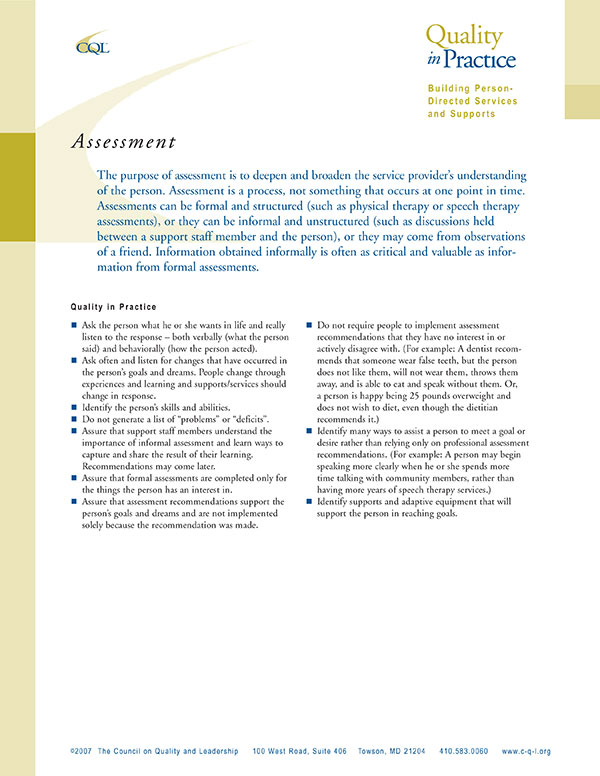 CQL
Quality
in Practice
Building Person-
Directed Services
and Supports
Assessment
The purpose of assessment is to deepen and broaden the service provider's understanding
of the person. Assessment is a process, not something that occurs at one point in time.
Assessments can be formal and structured (such as physical therapy or speech therapy
assessments), or they can be informal and unstructured (such as discussions held
between a support staff member and the person), or they may come from observations
of a friend. Information obtained informally is often as critical and valuable as infor-
mation from formal assessments.
Quality in Practice
■ Ask the person what he or she wants in life and really
listen to the response – both verbally (what the person
said) and behaviorally (how the person acted).
■ Ask often and listen for changes that have occurred in
the person's goals and dreams. People change through
experiences and learning and supports/services should
change in response.
■ Identify the person's skills and abilities.
■ Do not generate a list of "problems" or "deficits".
■ Assure that support staff members understand the
importance of informal assessment and learn ways to
capture and share the result of their learning.
Recommendations may come later.
■ Assure that formal assessments are completed only for
the things the person has an interest in.
■ Assure that assessment recommendations support the
person's goals and dreams and are not implemented
solely because the recommendation was made.
■ Do not require people to implement assessment
recommendations that they have no interest in or
actively disagree with. (For example: A dentist recom-
mends that someone wear false teeth, but the person
does not like them, will not wear them, throws them
away, and is able to eat and speak without them. Or,
a person is happy being 25 pounds overweight and
does not wish to diet, even though the dietitian
recommends it.)
■ Identify many ways to assist a person to meet a goal or
desire rather than relying only on professional assessment
recommendations. (For example: A person may begin
speaking more clearly when he or she spends more
time talking with community members, rather than
having more years of speech therapy services.)
■ Identify supports and adaptive equipment that will
support the person in reaching goals.
©2007 The Council on Quality and Leadership 100 West Road, Suite 406 Towson, MD 21204 410.583.0060 www.c-q-l.org